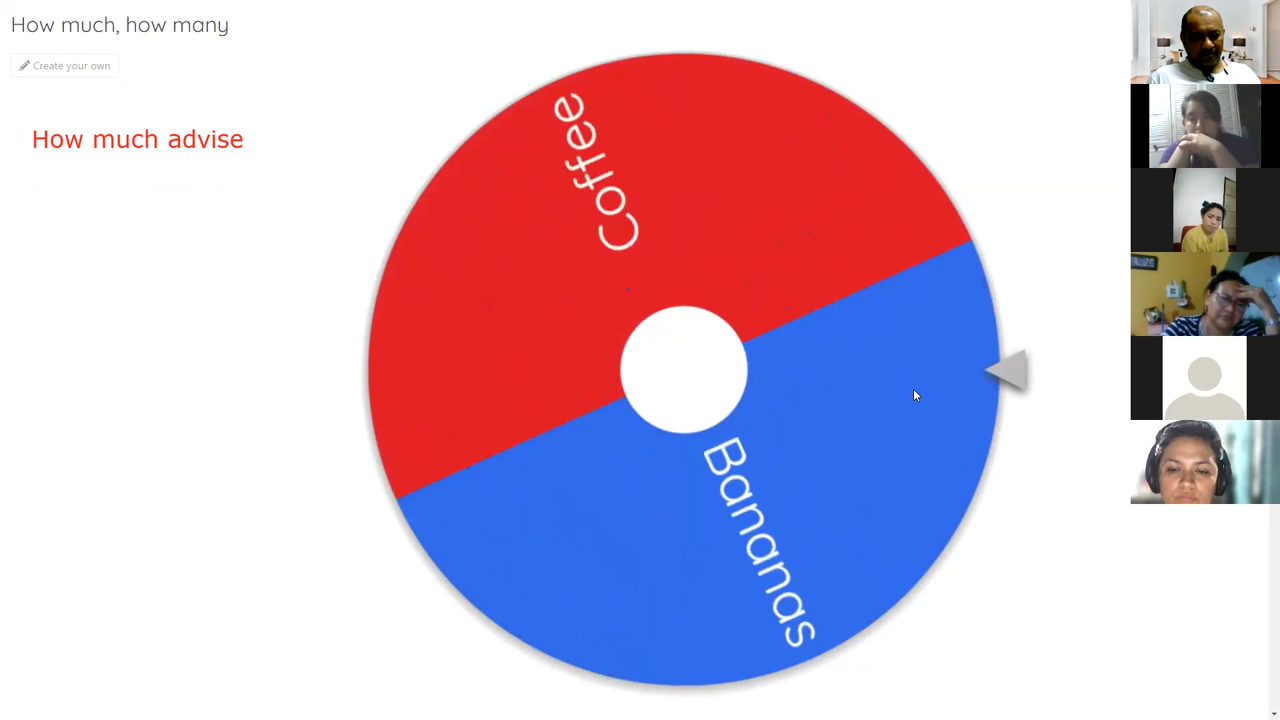 How much, how many
Create your own
How much advise
Coffee
Bananas